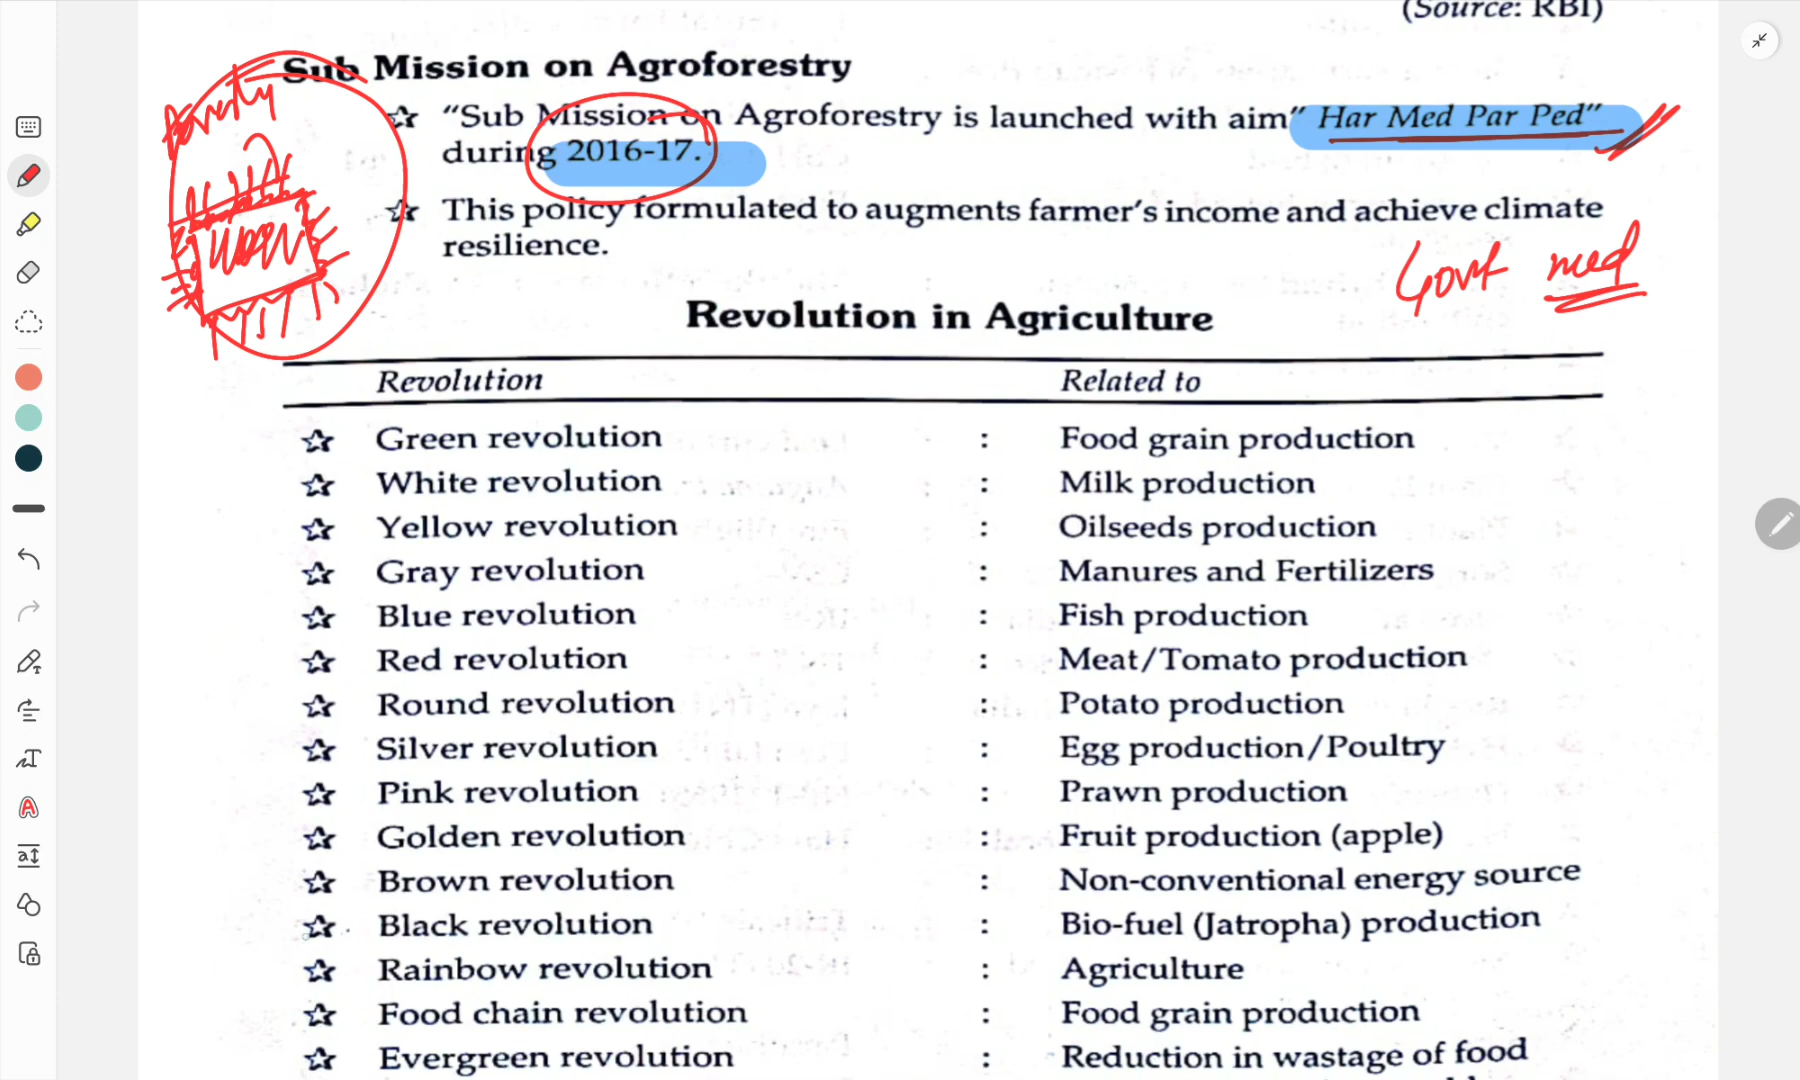 (Source: RBI)
Sub Mission on Agroforestry
☆ "Sub Mission on Agroforestry is launched with aim" Har Med Par Ped"
during 2016-17.
☆ This policy formulated to augments farmer's income and achieve climate
resilience.
Govt med
Revolution in Agriculture
Revolution Related to
☆ Green revolution : Food grain production
☆ White revolution : Milk production
☆ Yellow revolution : Oilseeds production
☆ Gray revolution : Manures and Fertilizers
☆ Blue revolution : Fish production
☆ Red revolution : Meat/Tomato production
☆ Round revolution : Potato production
☆ Silver revolution : Egg production/Poultry
☆ Pink revolution : Prawn production
☆ Golden revolution : Fruit production (apple)
☆ Brown revolution : Non-conventional energy source
☆ Black revolution : Bio-fuel (Jatropha) production
☆ Rainbow revolution : Agriculture
☆ Food chain revolution : Food grain production
☆ Evergreen revolution : Reduction in wastage of food